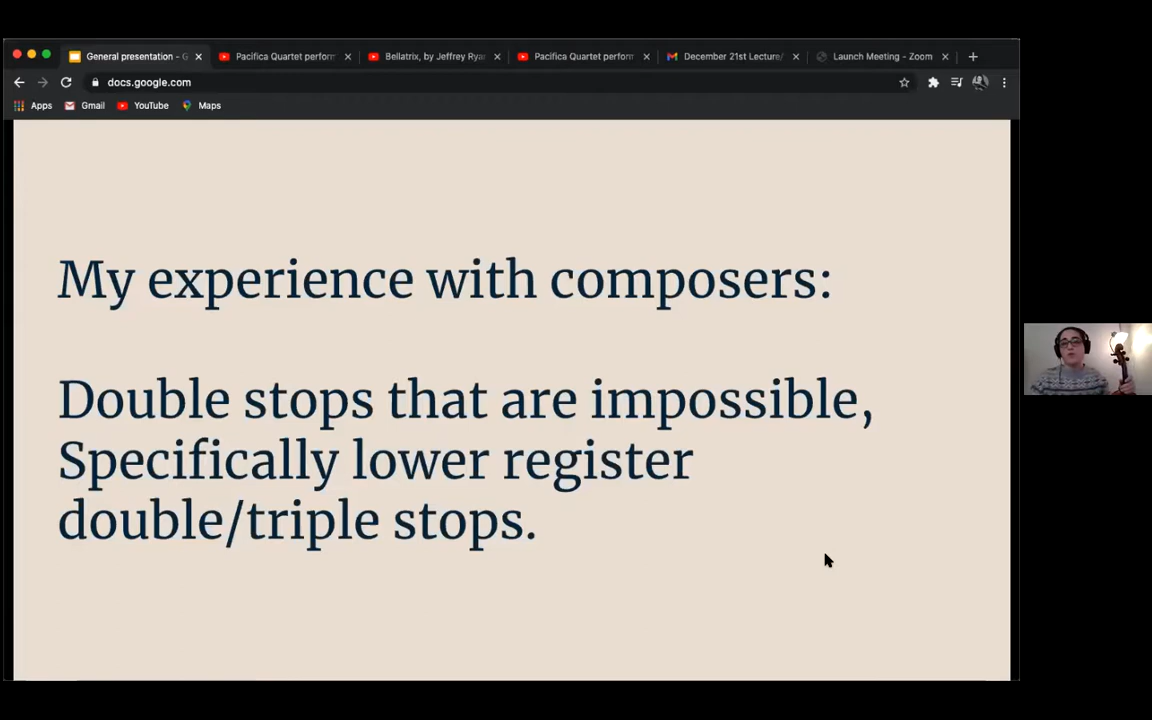 General presentation - G
Pacifica Quartet perform
Bellatrix, by Jeffrey Ryan
Pacifica Quartet perform
December 21st Lecture/
Launch Meeting - Zoom
docs.google.com
Apps
Gmail
YouTube
Maps
My experience with composers:
Double stops that are impossible,
Specifically lower register
double/triple stops.